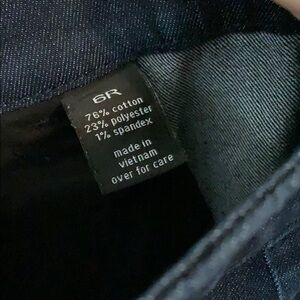 6R
76% cotton
23% polyester
1% spandex
made in
vietnam
over for care